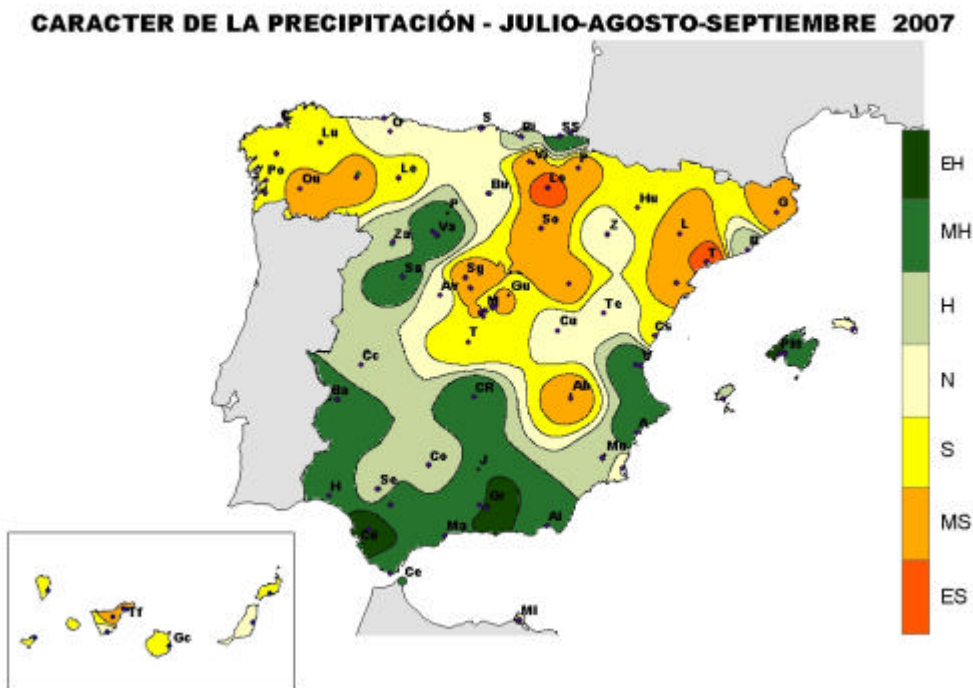 CARACTER DE LA PRECIPITACIÓN - JULIO-AGOSTO-SEPTIEMBRE 2007
O
S
Bi
SS
Lu
Vi
P
Po
Ou
Le
Bu
Lo
Hu
G
P
Va
Za
So
Z
L
B
Sa
Sg
T
Av
Gu
M
Te
T
Cu
Cs
PM
Cc
V
Ba
CR
Ab
A
Co
J
Mu
Se
H
Gr
Al
Ca
Ma
Ce
Ml
Tf
Gc
EH
MH
H
N
S
MS
ES